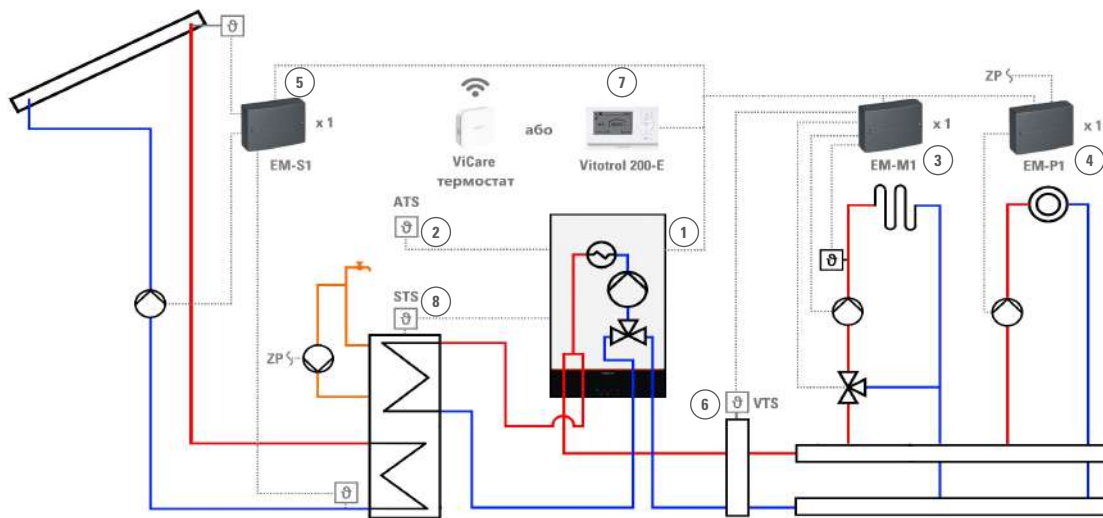 ϑ
5
x 1
EM-S1
7
ViCare
термостат
або
Vitotrol 200-E
ZP
x 1
EM-M1
3
x 1
EM-P1
4
ATS
ϑ
2
1
ϑ
STS
ϑ
8
ZP
6
ϑ
VTS
ϑ